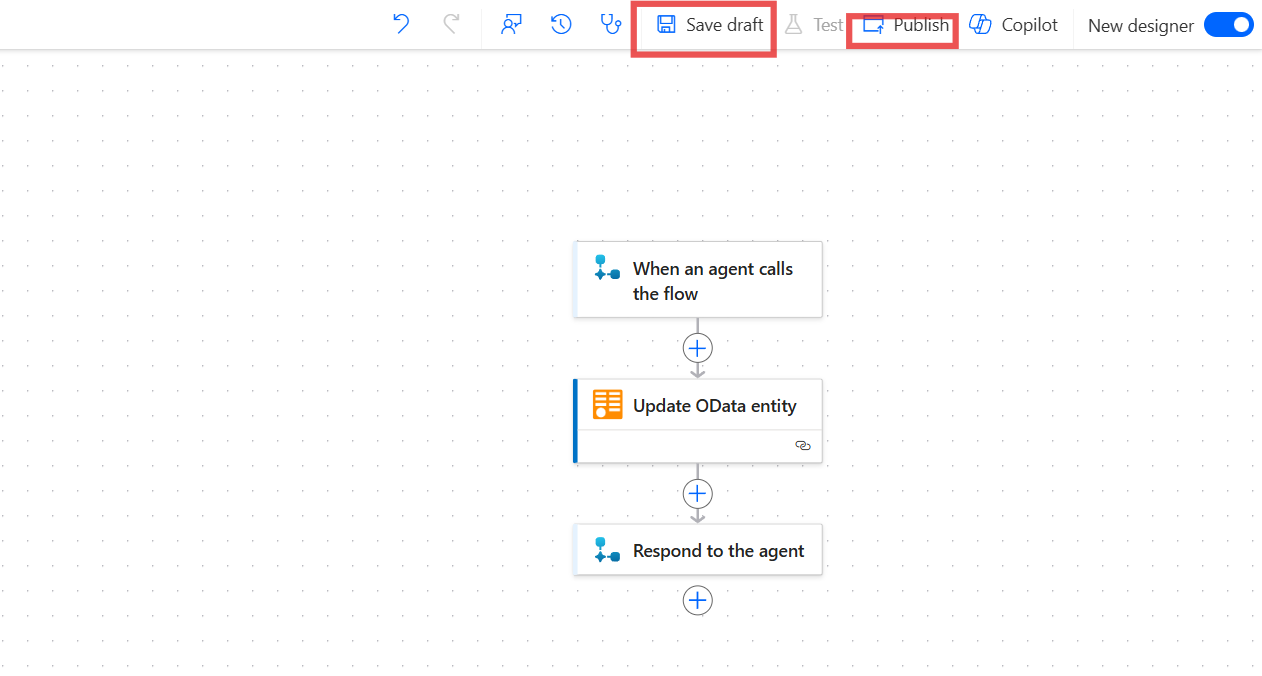 Save draft
Test
Publish
Copilot
New designer
When an agent calls
the flow
Update OData entity
Respond to the agent